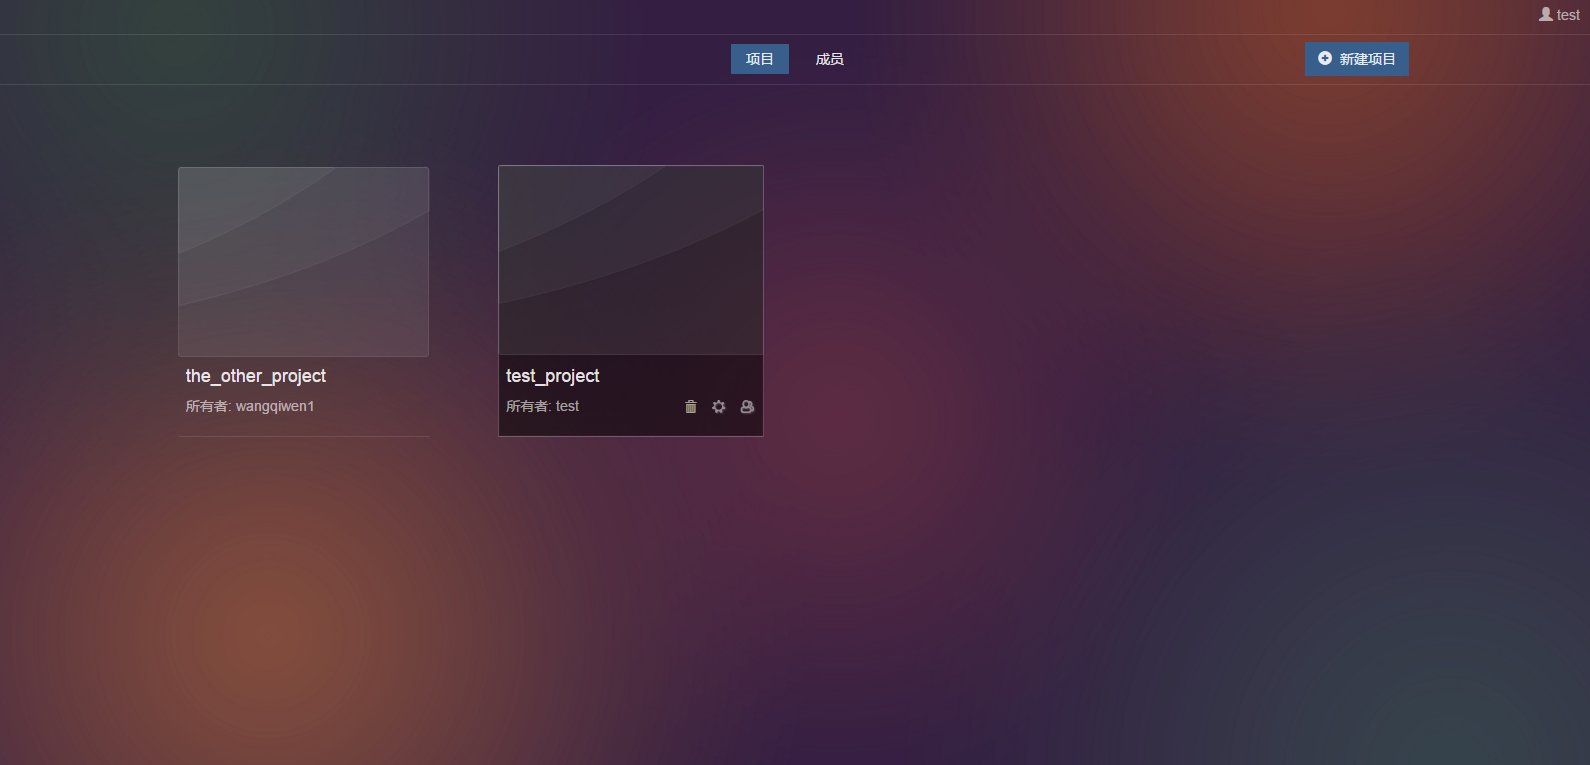 test
项目 成员 新建项目
the_other_project
所有者: wangqiwen1
test_project
所有者: test